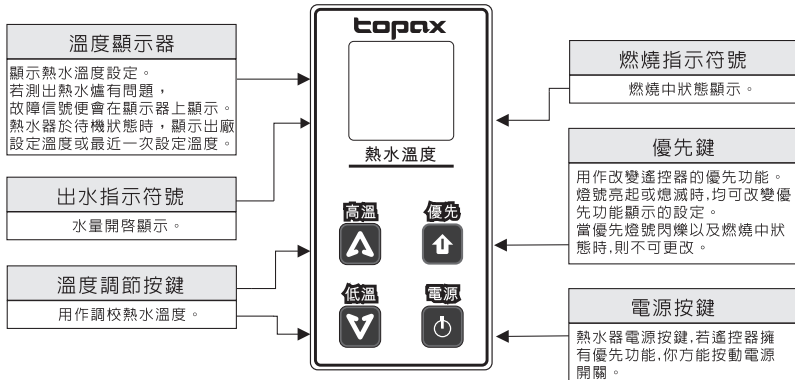 topax
溫度顯示器
顯示熱水溫度設定。
若測出熱水爐有問題,
故障信號便會在顯示器上顯示。
熱水器於待機狀態時,顯示出廠
設定溫度或最近一次設定溫度。
出水指示符號
水量開啓顯示。
溫度調節按鍵
用作調校熱水溫度。
熱水溫度
高溫
優先
低溫
電源
燃燒指示符號
燃燒中狀態顯示。
優先鍵
用作改變遙控器的優先功能。
燈號亮起或熄滅時,均可改變優
先功能顯示的設定。
當優先燈號閃爍以及燃燒中狀
態時,則不可更改。
電源按鍵
熱水器電源按鍵,若遙控器擁
有優先功能,你方能按動電源
開關。